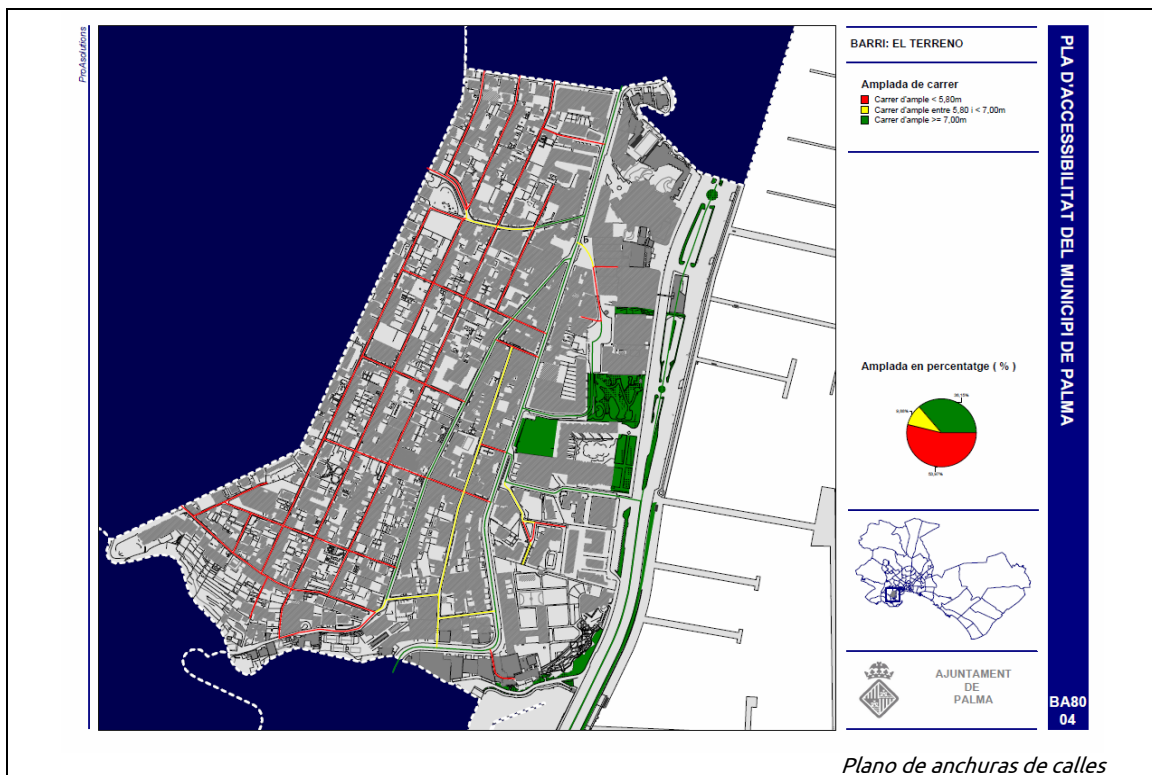 ProAsolutions
BARRI: EL TERRENO
Amplada de carrer
Carrer d'ample < 5,80m
Carrer d'ample entre 5,80 i < 7,00m
Carrer d'ample >= 7,00m
Amplada en percentatge ( % )
AJUNTAMENT
DE
PALMA
PLA D'ACCESSIBILITAT DEL MUNICIPI DE PALMA
BA80
04
Plano de anchuras de calles